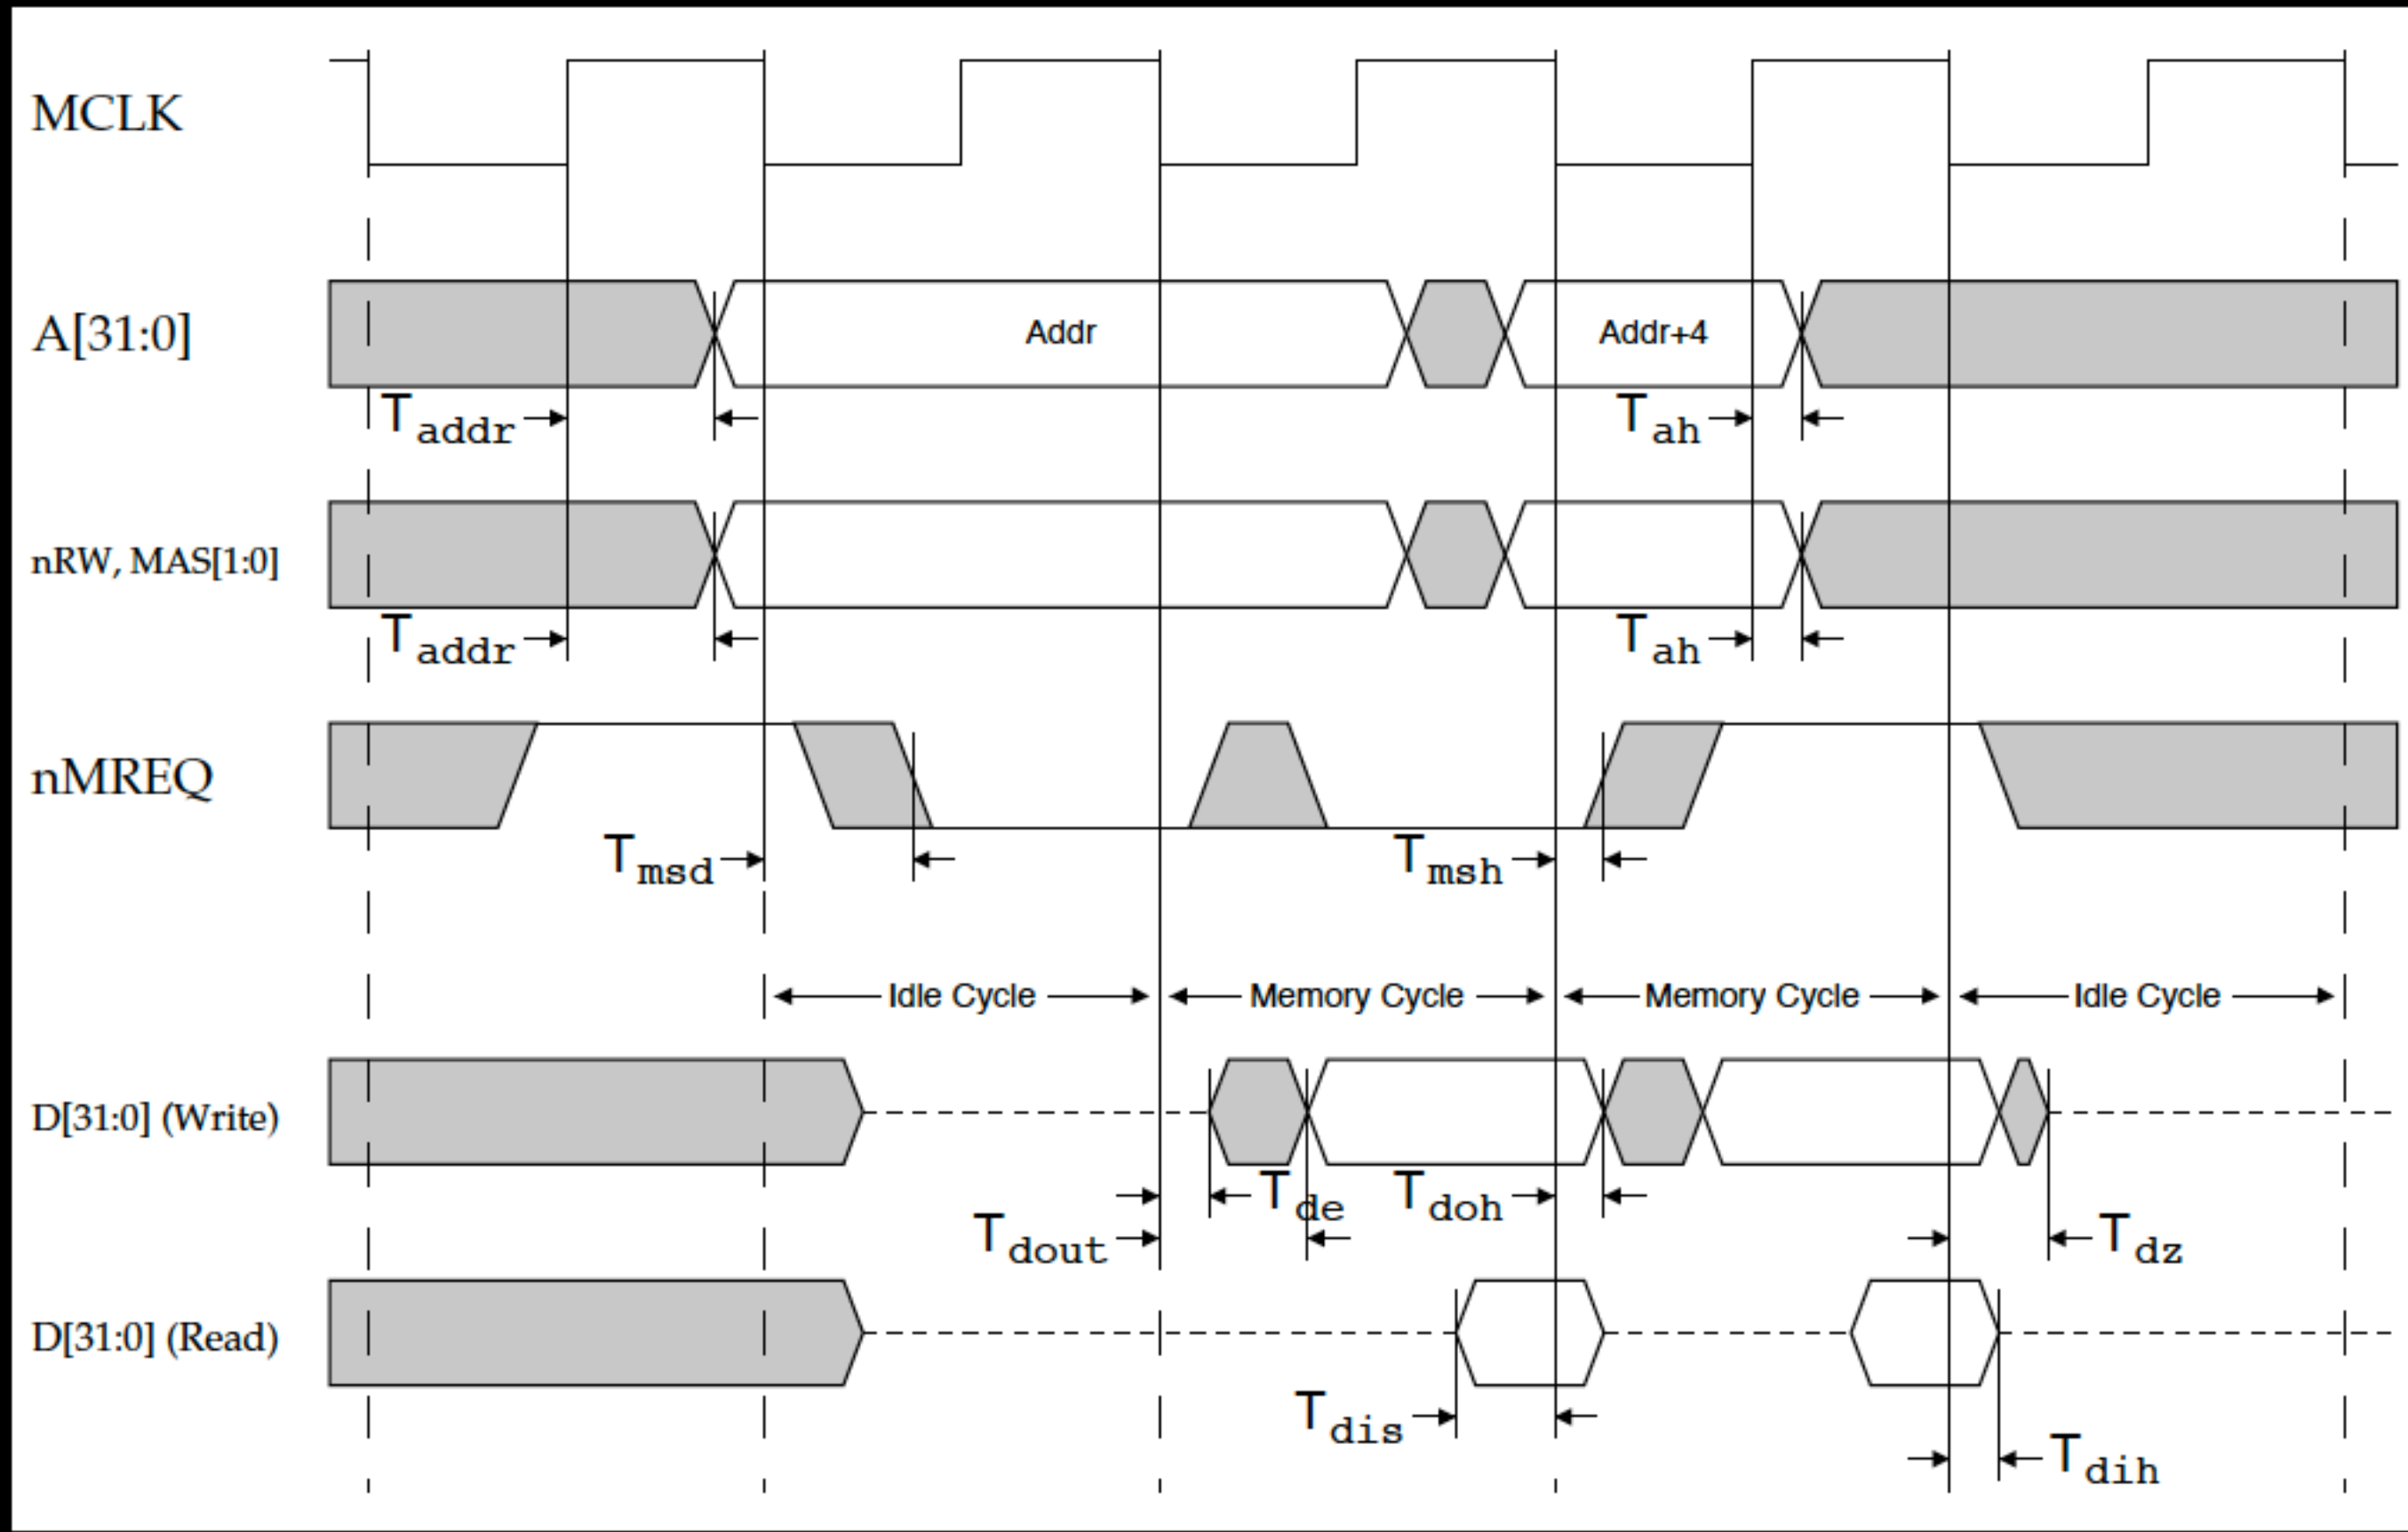 MCLK
A[31:0]
Addr
Addr+4
Taddr
Tah
nRW, MAS[1:0]
Taddr
Tah
nMREQ
Tmsd
Tmsh
Idle Cycle
Memory Cycle
Memory Cycle
Idle Cycle
D[31:0] (Write)
Tde
Tdoh
Tdout
Tdz
D[31:0] (Read)
Tdis
Tdih